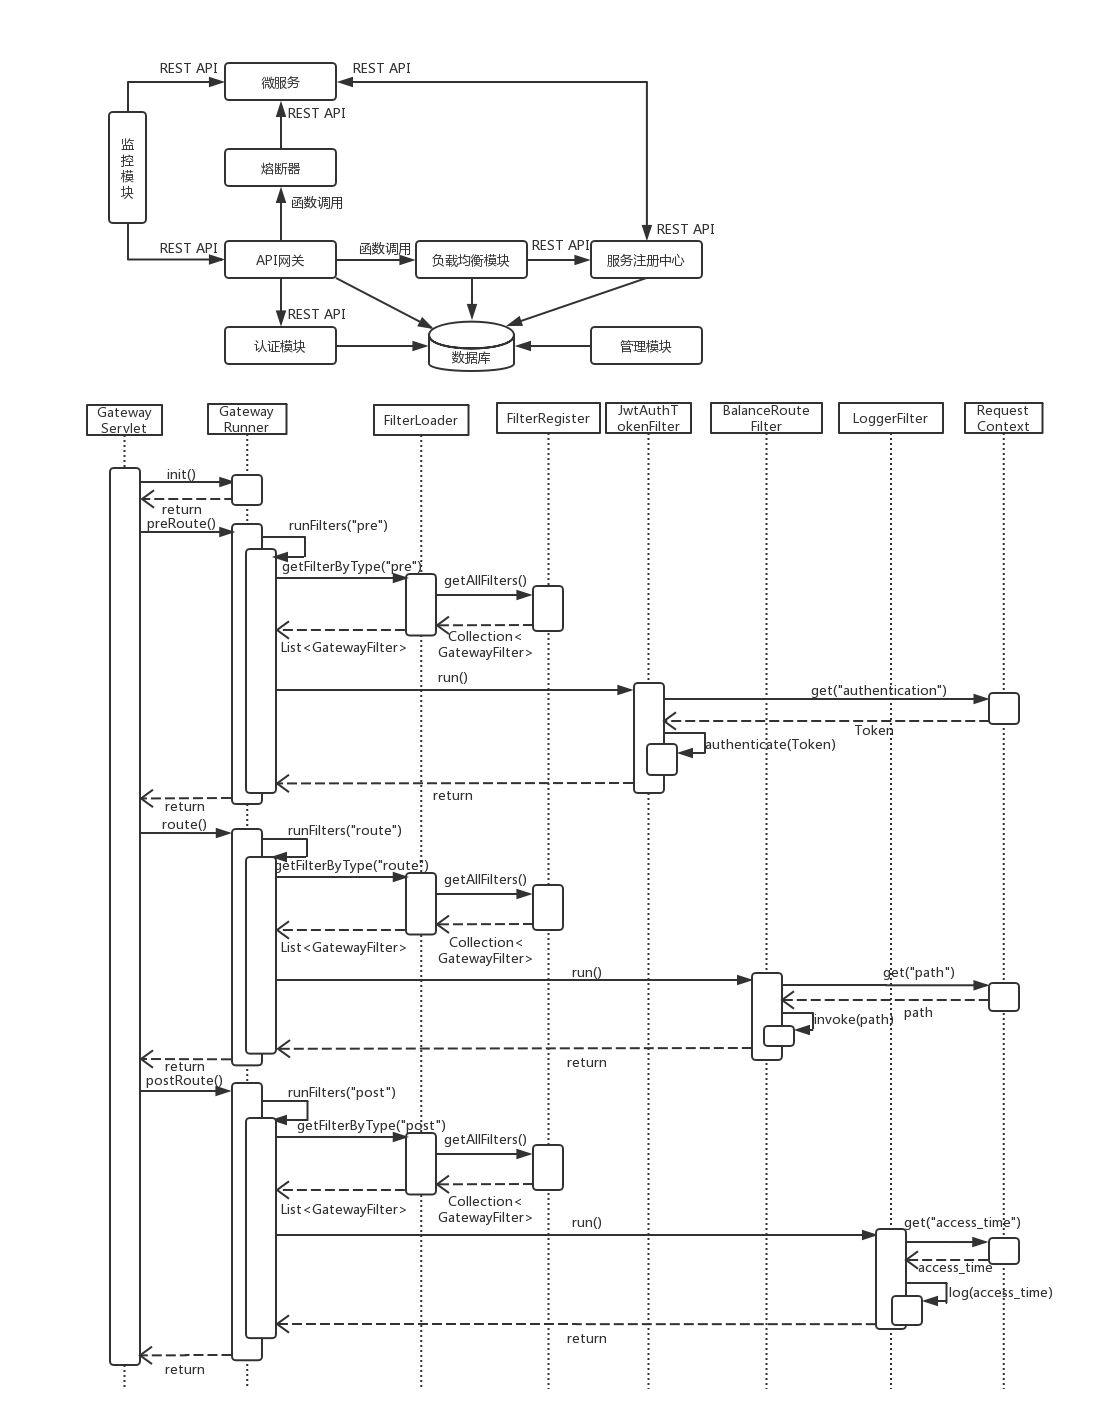 REST API
微服务
REST API
REST API
监
控
模
块
熔断器
函数调用
REST API
REST API
API网关
函数调用
负载均衡模块
REST API
服务注册中心
REST API
认证模块
数据库
管理模块
Gateway
Servlet
Gateway
Runner
FilterLoader
FilterRegister
JwtAuthT
okenFilter
BalanceRoute
Filter
LoggerFilter
Request
Context
init()
return
preRoute()
runFilters("pre")
getFilterByType("pre")
getAllFilters()
Collection<
GatewayFilter>
List<GatewayFilter>
run()
get("authentication")
Token
authenticate(Token)
return
return
route()
runFilters("route")
getFilterByType("route")
getAllFilters()
Collection<
GatewayFilter>
List<GatewayFilter>
run()
get("path")
path
invoke(path)
return
return
postRoute()
runFilters("post")
getFilterByType("post")
getAllFilters()
Collection<
GatewayFilter>
List<GatewayFilter>
run()
get("access_time")
access_time
log(access_time)
return
return